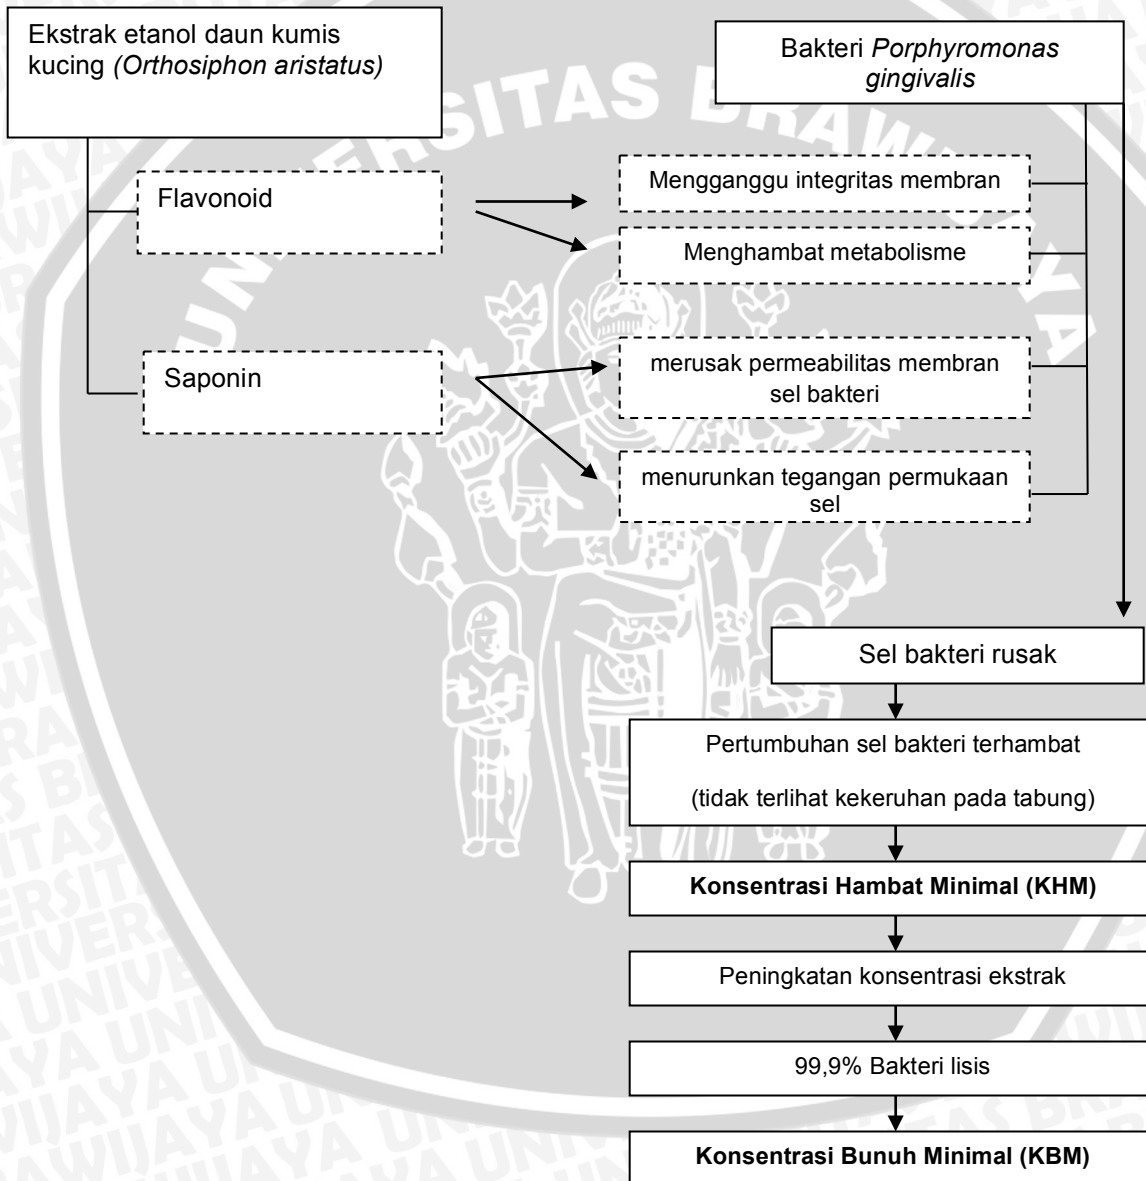 Ekstrak etanol daun kumis
kucing (Orthosiphon aristatus)
Bakteri Porphyromonas
gingivalis
UNIVERSITAS BRAWIJAYA
Flavonoid
Mengganggu integritas membran
Menghambat metabolisme
Saponin
merusak permeabilitas membran
sel bakteri
menurunkan tegangan permukaan
sel
Sel bakteri rusak
Pertumbuhan sel bakteri terhambat
(tidak terlihat kekeruhan pada tabung)
Konsentrasi Hambat Minimal (KHM)
Peningkatan konsentrasi ekstrak
99,9% Bakteri lisis
Konsentrasi Bunuh Minimal (KBM)